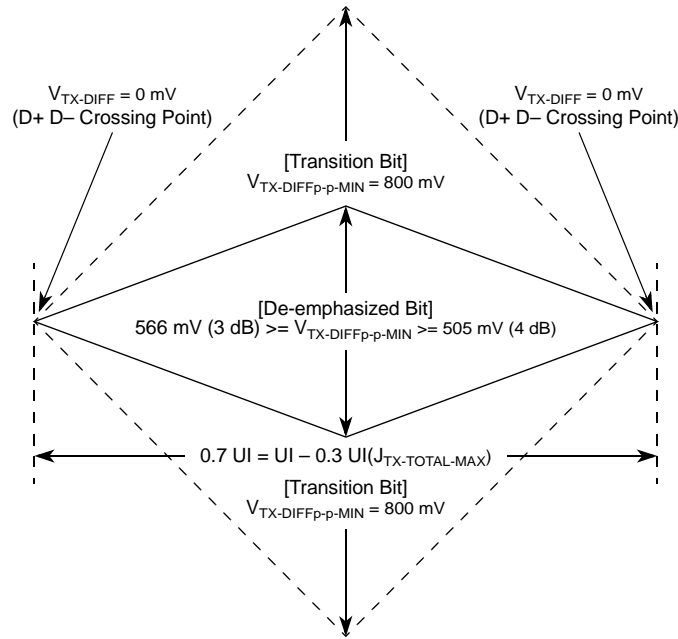 V_TX-DIFF = 0 mV
(D+ D– Crossing Point)
V_TX-DIFF = 0 mV
(D+ D– Crossing Point)
[Transition Bit]
V_TX-DIFFp-p-MIN = 800 mV
[De-emphasized Bit]
566 mV (3 dB) >= V_TX-DIFFp-p-MIN >= 505 mV (4 dB)
0.7 UI = UI – 0.3 UI(J_TX-TOTAL-MAX)
[Transition Bit]
V_TX-DIFFp-p-MIN = 800 mV